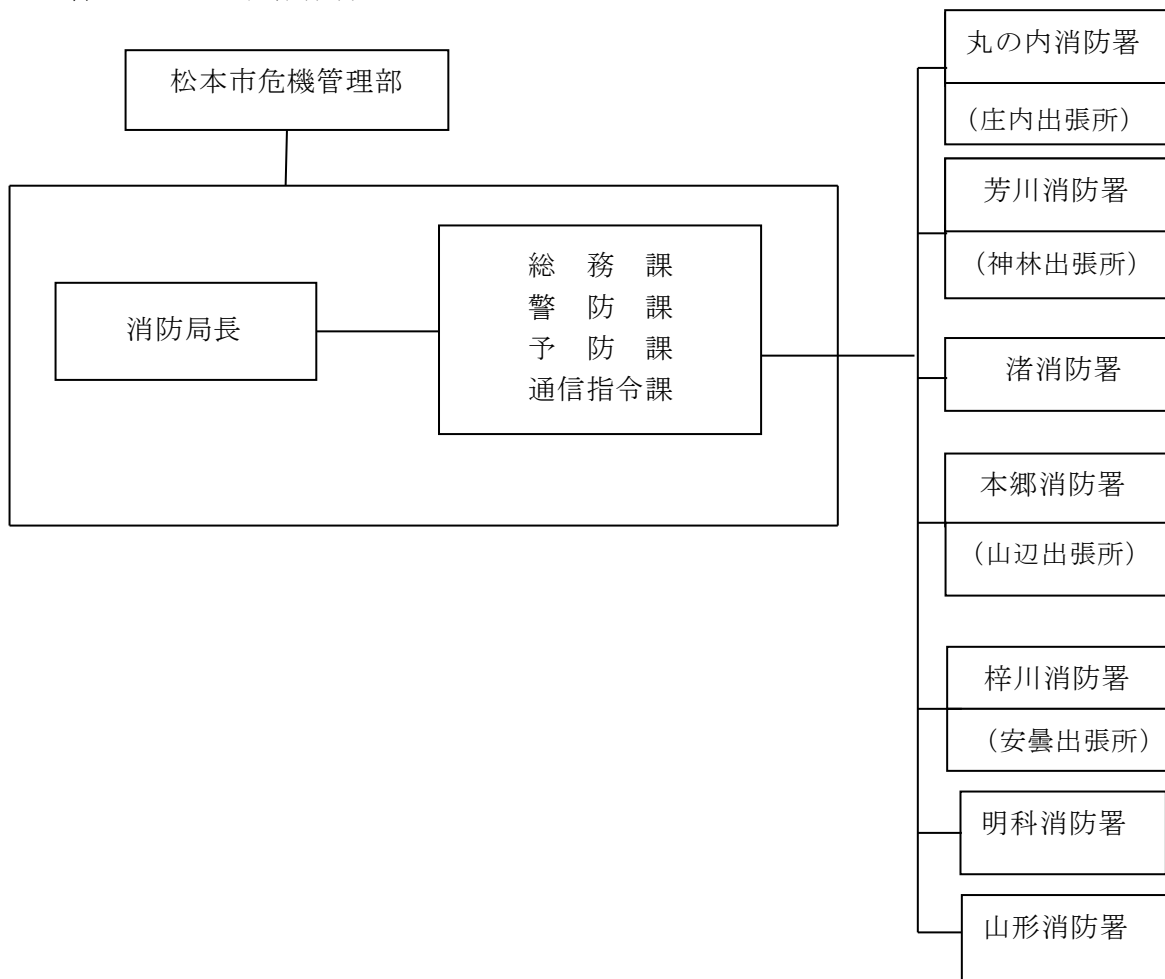 松本市危機管理部
消防局長
総　務　課
警　防　課
予　防　課
通信指令課
丸の内消防署
（庄内出張所）
芳川消防署
（神林出張所）
渚消防署
本郷消防署
（山辺出張所）
梓川消防署
（安曇出張所）
明科消防署
山形消防署